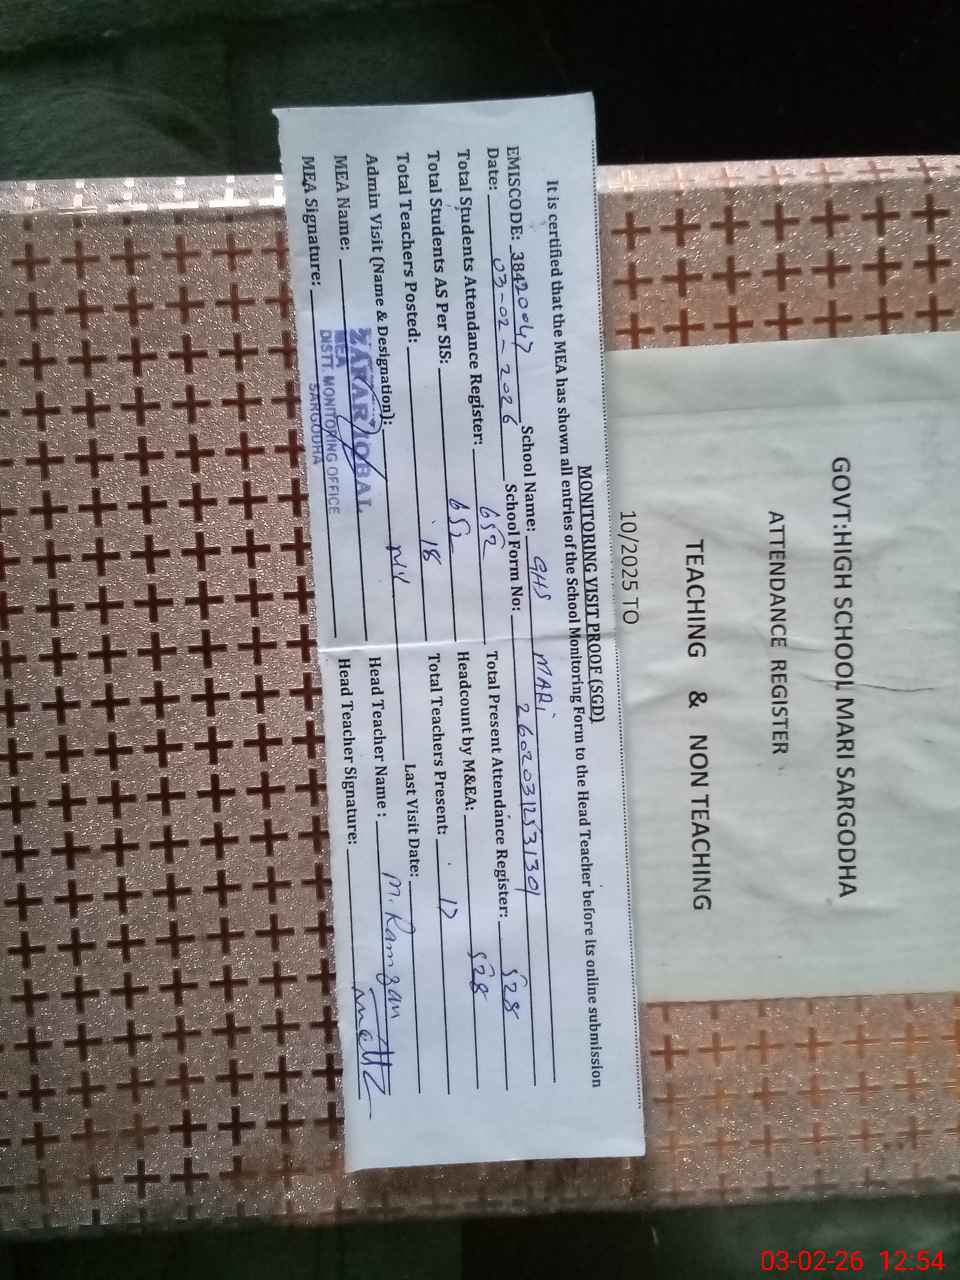 GOVT:HIGH SCHOOL MARI SARGODHA
ATTENDANCE REGISTER
TEACHING & NON TEACHING
10/2025 TO
MONITORING VISIT PROOF (SGD)
It is certified that the MEA has shown all entries of the School Monitoring Form to the Head Teacher before its online submission
EMISCODE: 38420047 School Name: GHS MARI
Date: 03-02-2026 School Form No: 26020312531301
Total Students Attendance Register: 652 Total Present Attendance Register: 528
Total Students AS Per SIS: 652 Headcount by M&EA: 528
Total Teachers Posted: 18 Total Teachers Present: 17
Admin Visit (Name & Designation): Last Visit Date:
MEA Name: IQBAL Head Teacher Name: M. Ramzan
MEA
DISTT. MONITORING OFFICE
SARGODHA
MEA Signature: Head Teacher Signature:
03-02-26 12:54